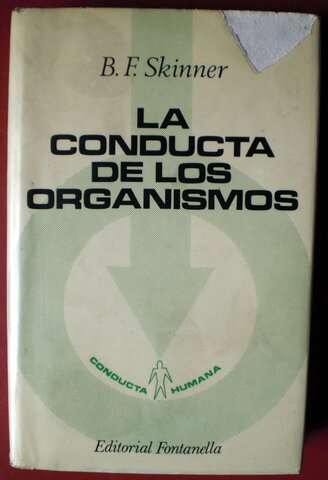 B. F. Skinner
LA
CONDUCTA
DE LOS
ORGANISMOS
CONDUCTA HUMANA
Editorial Fontanella